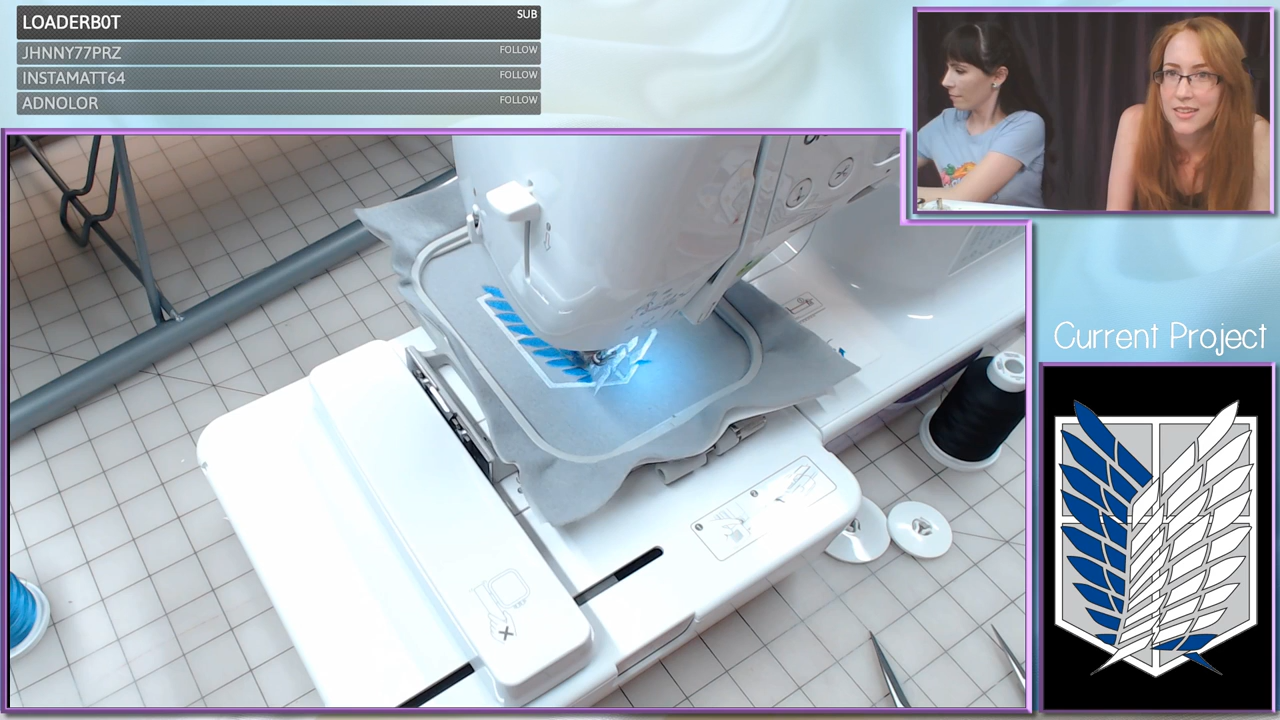 LOADERB0T SUB
JHNNY77PRZ FOLLOW
INSTAMATT64 FOLLOW
ADNOLOR FOLLOW
Current Project